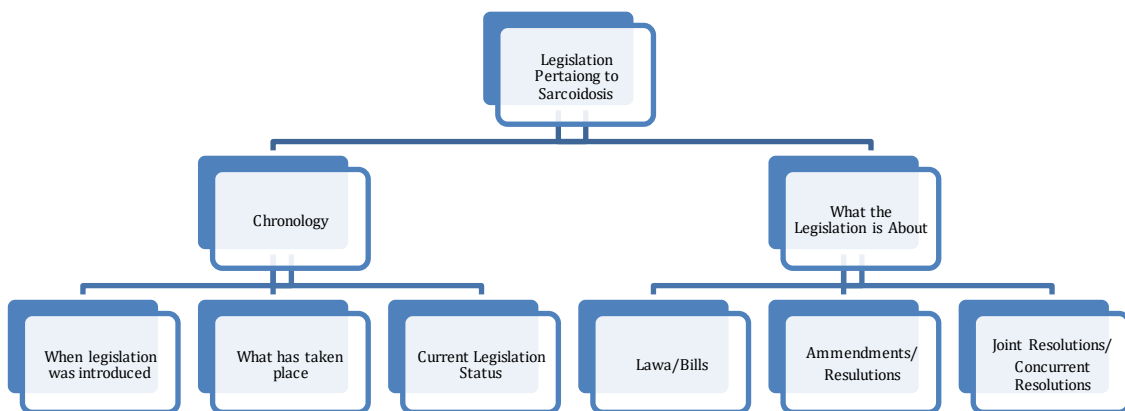 Legislation
Pertaiong to
Sarcoidosis
Chronology
What the
Legislation is About
When legislation
was introduced
What has taken
place
Current Legislation
Status
Lawa/Bills
Ammendments/
Resulutions
Joint Resolutions/
Concurrent
Resolutions